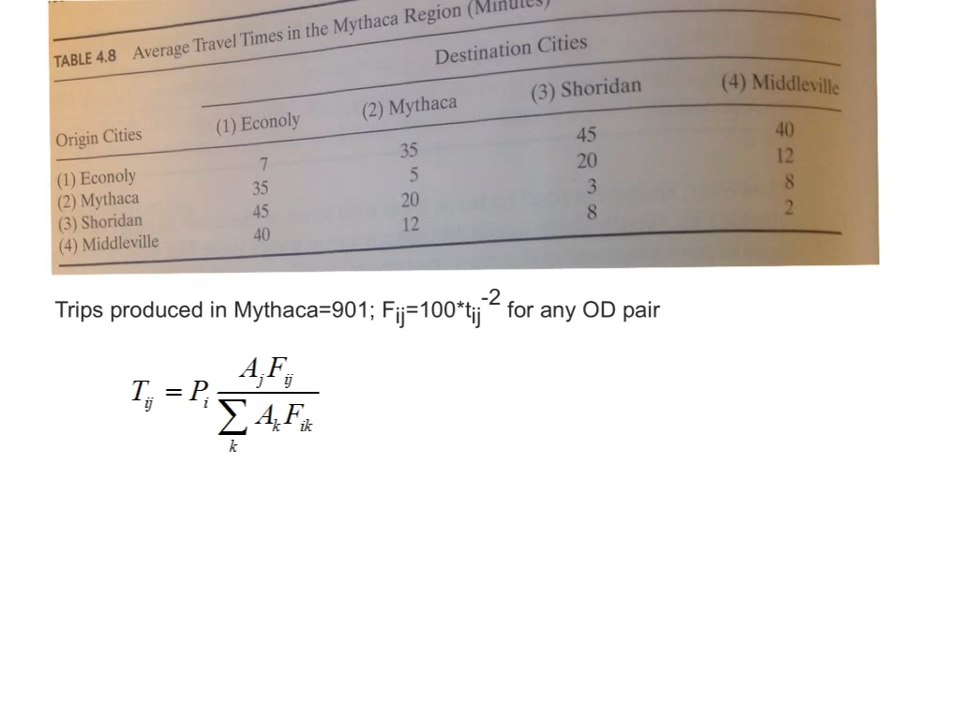 TABLE 4.8 Average Travel Times in the Mythaca Region (Minutes)
Destination Cities
Origin Cities (1) Econoly (2) Mythaca (3) Shoridan (4) Middleville
(1) Econoly 7 35 45 40
(2) Mythaca 35 5 20 12
(3) Shoridan 45 20 3 8
(4) Middleville 40 12 8 2
Trips produced in Mythaca=901; Fij=100*tij-2 for any OD pair
Tij = Pi AjFij / ∑k AkFik